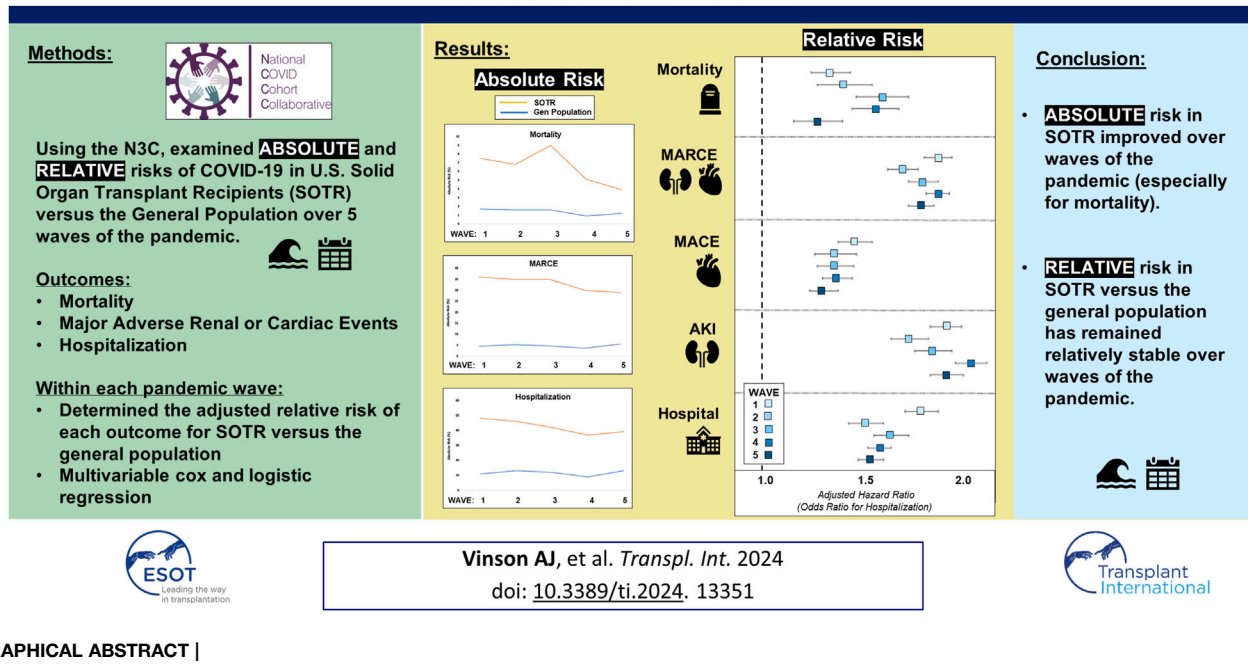 Methods:
National
COVID
Cohort
Collaborative
Using the N3C, examined ABSOLUTE and
RELATIVE risks of COVID-19 in U.S. Solid
Organ Transplant Recipients (SOTR)
versus the General Population over 5
waves of the pandemic.
Outcomes:
• Mortality
• Major Adverse Renal or Cardiac Events
• Hospitalization
Within each pandemic wave:
• Determined the adjusted relative risk of
each outcome for SOTR versus the
general population
• Multivariable cox and logistic
regression
Results:
Absolute Risk
SOTR
Gen Population
Mortality
Absolute Risk (%)
WAVE: 1 2 3 4 5
MARCE
Absolute Risk (%)
WAVE: 1 2 3 4 5
Hospitalization
Absolute Risk (%)
WAVE: 1 2 3 4 5
Relative Risk
Mortality
MARCE
MACE
AKI
Hospital
WAVE
1
2
3
4
5
1.0 1.5 2.0
Adjusted Hazard Ratio
(Odds Ratio for Hospitalization)
Conclusion:
• ABSOLUTE risk in
SOTR improved over
waves of the
pandemic (especially
for mortality).
• RELATIVE risk in
SOTR versus the
general population
has remained
relatively stable over
waves of the
pandemic.
ESOT
Leading the way
in transplantation
Vinson AJ, et al. Transpl. Int. 2024
doi: 10.3389/ti.2024. 13351
Transplant
International
APHICAL ABSTRACT |